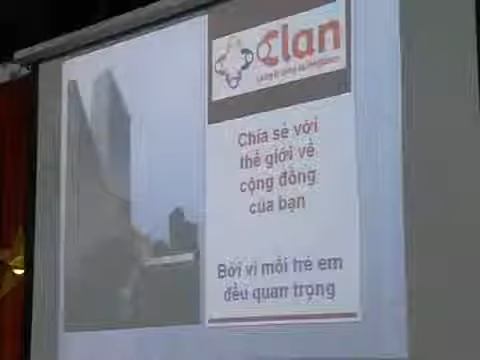 Clan
Chia sẻ với
thế giới về
cộng đồng
của bạn
Bởi vì mỗi trẻ em
đều quan trọng